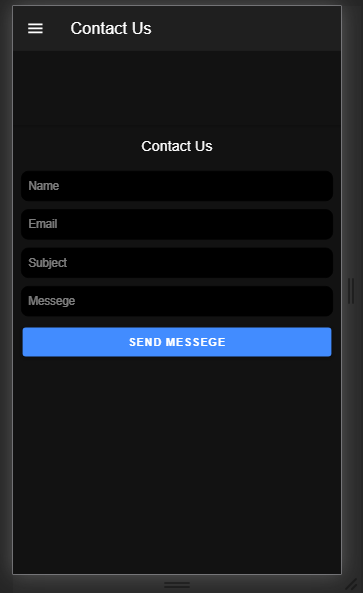 Contact Us
Contact Us
Name
Email
Subject
Messege
SEND MESSEGE